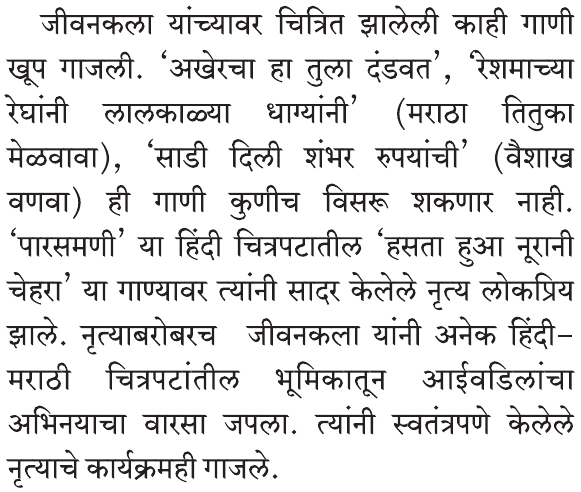 जीवनकला यांच्यावर चित्रित झालेली काही गाणी
खूप गाजली. ‘अखेरचा हा तुला दंडवत’, ‘रेशमाच्या
रेघांनी लालकाळ्या धाग्यांनी’ (मराठा तितुका
मेळवावा), ‘साडी दिली शंभर रुपयांची’ (वैशाख
वणवा) ही गाणी कुणीच विसरू शकणार नाही.
‘पारसमणी’ या हिंदी चित्रपटातील ‘हसता हुआ नूरानी
चेहरा’ या गाण्यावर त्यांनी सादर केलेले नृत्य लोकप्रिय
झाले. नृत्याबरोबरच जीवनकला यांनी अनेक हिंदी–
मराठी चित्रपटांतील भूमिकातून आईवडिलांचा
अभिनयाचा वारसा जपला. त्यांनी स्वतंत्रपणे केलेले
नृत्याचे कार्यक्रमही गाजले.